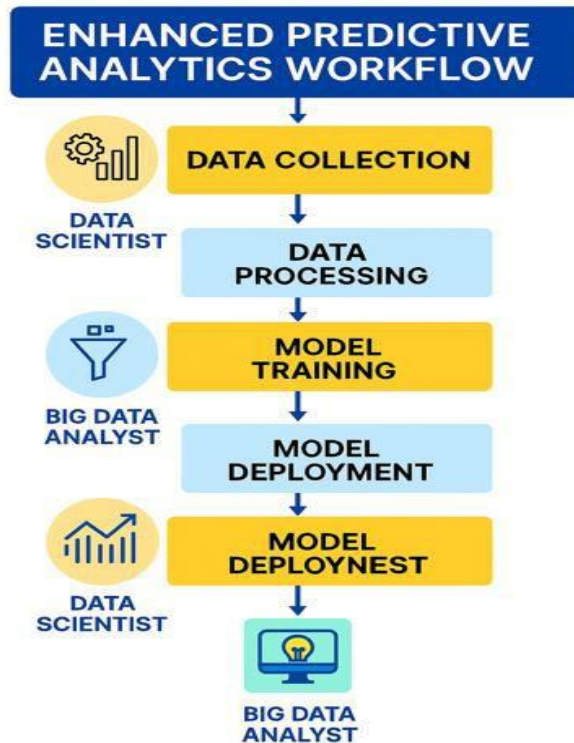 ENHANCED PREDICTIVE
ANALYTICS WORKFLOW
DATA COLLECTION
DATA
SCIENTIST
DATA
PROCESSING
MODEL
TRAINING
BIG DATA
ANALYST
MODEL
DEPLOYMENT
MODEL
DEPLOYNEST
DATA
SCIENTIST
BIG DATA
ANALYST